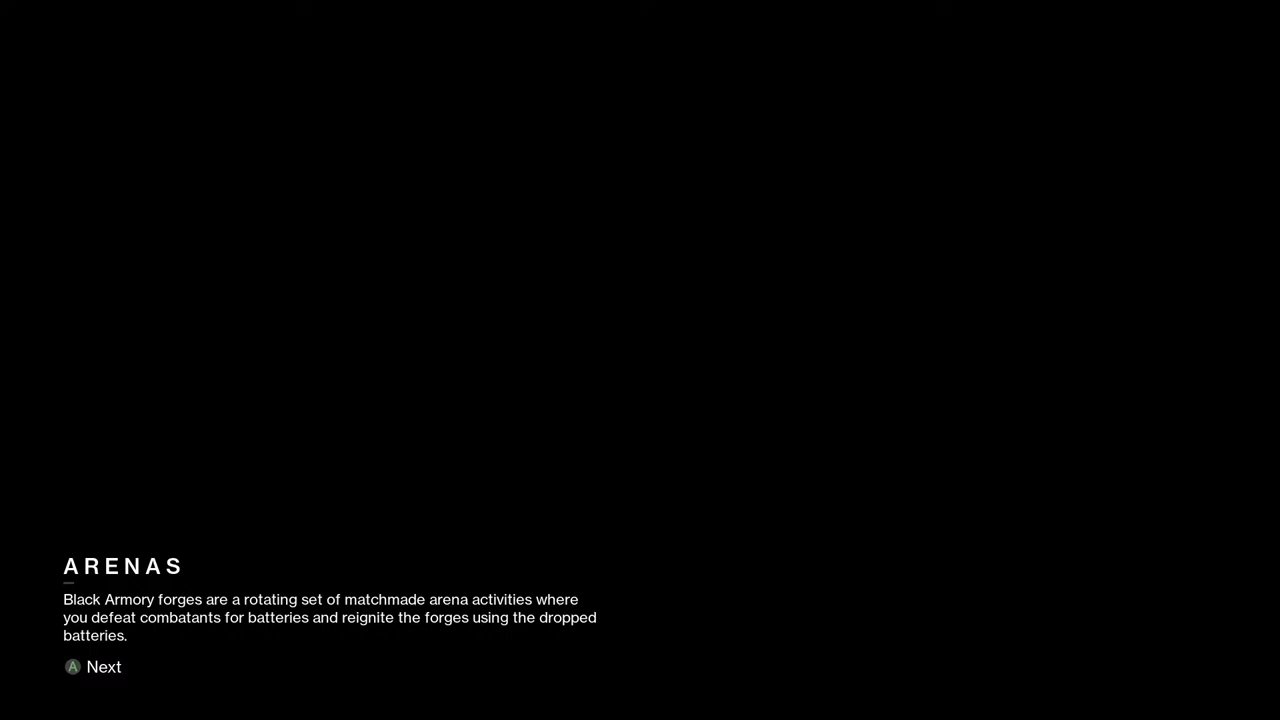 ARENAS
Black Armory forges are a rotating set of matchmade arena activities where
you defeat combatants for batteries and reignite the forges using the dropped
batteries.
A Next